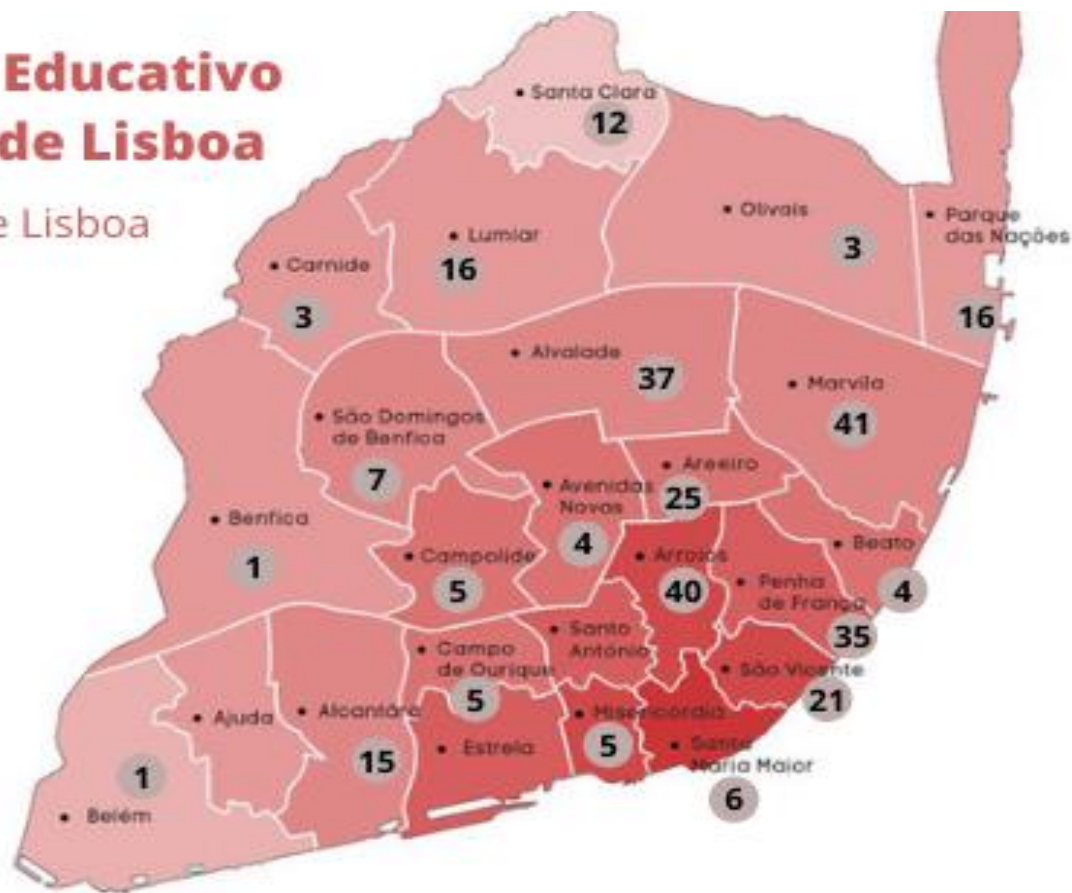 Educativo
de Lisboa
e Lisboa
Santa Clara
12
Olivais
3
Parque
das Nações
16
Lumiar
16
Carnide
3
Alvalade
37
Marvila
41
São Domingos
de Benfica
7
Areeiro
25
Avenidas
Novas
4
Benfica
1
Campolide
5
Arroios
40
Beato
4
Penha
de França
35
Santo
António
Campo
de Ourique
5
São Vicente
21
Ajuda
Alcantâra
15
Misericórdia
5
Estrela
Santa
Maria Maior
6
1
Belém